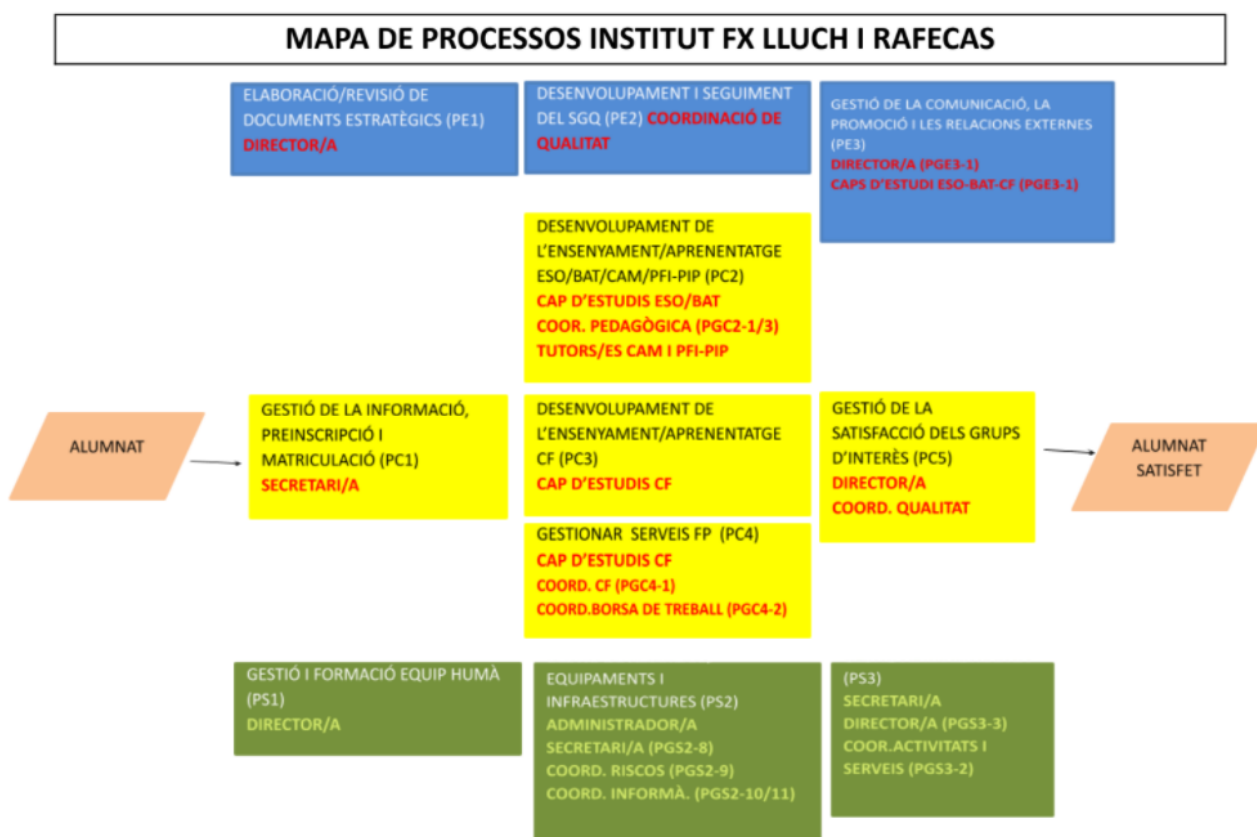 MAPA DE PROCESSOS INSTITUT FX LLUCH I RAFECAS
ELABORACIÓ/REVISIÓ DE
DOCUMENTS ESTRATÈGICS (PE1)
DIRECTOR/A
DESENVOLUPAMENT I SEGUIMENT
DEL SGQ (PE2) COORDINACIÓ DE
QUALITAT
GESTIÓ DE LA COMUNICACIÓ, LA
PROMOCIÓ I LES RELACIONS EXTERNES
(PE3)
DIRECTOR/A (PGE3-1)
CAPS D'ESTUDI ESO-BAT-CF (PGE3-1)
DESENVOLUPAMENT DE
L'ENSENYAMENT/APRENENTATGE
ESO/BAT/CAM/PFI-PIP (PC2)
CAP D'ESTUDIS ESO/BAT
COOR. PEDAGÒGICA (PGC2-1/3)
TUTORS/ES CAM I PFI-PIP
ALUMNAT
GESTIÓ DE LA INFORMACIÓ,
PREINSCRIPCIÓ I
MATRICULACIÓ (PC1)
SECRETARI/A
DESENVOLUPAMENT DE
L'ENSENYAMENT/APRENENTATGE
CF (PC3)
CAP D'ESTUDIS CF
GESTIONAR SERVEIS FP (PC4)
CAP D'ESTUDIS CF
COORD. CF (PGC4-1)
COORD.BORSA DE TREBALL (PGC4-2)
GESTIÓ DE LA
SATISFACCIÓ DELS GRUPS
D'INTERÈS (PC5)
DIRECTOR/A
COORD. QUALITAT
ALUMNAT
SATISFET
GESTIÓ I FORMACIÓ EQUIP HUMÀ
(PS1)
DIRECTOR/A
EQUIPAMENTS I
INFRAESTRUCTURES (PS2)
ADMINISTRADOR/A
SECRETARI/A (PGS2-8)
COORD. RISCOS (PGS2-9)
COORD. INFORMÀ. (PGS2-10/11)
(PS3)
SECRETARI/A
DIRECTOR/A (PGS3-3)
COOR.ACTIVITATS I
SERVEIS (PGS3-2)